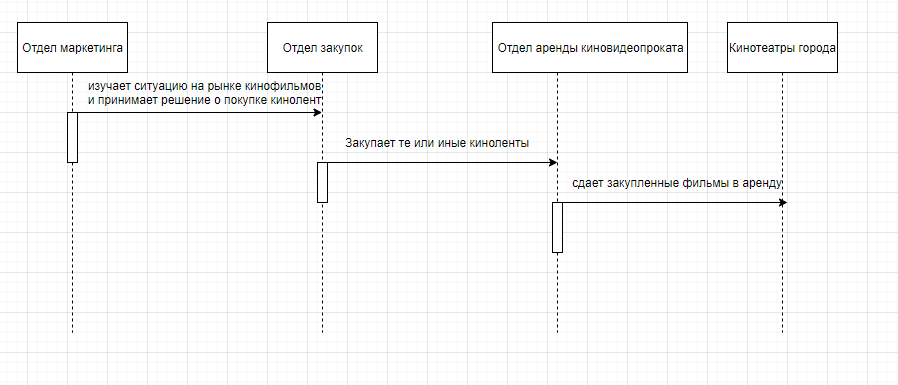 Отдел маркетинга
Отдел закупок
Отдел аренды киновидеопроката
Кинотеатры города
изучает ситуацию на рынке кинофильмов
и принимает решение о покупке кинолент
Закупает те или иные киноленты
сдает закупленные фильмы в аренду